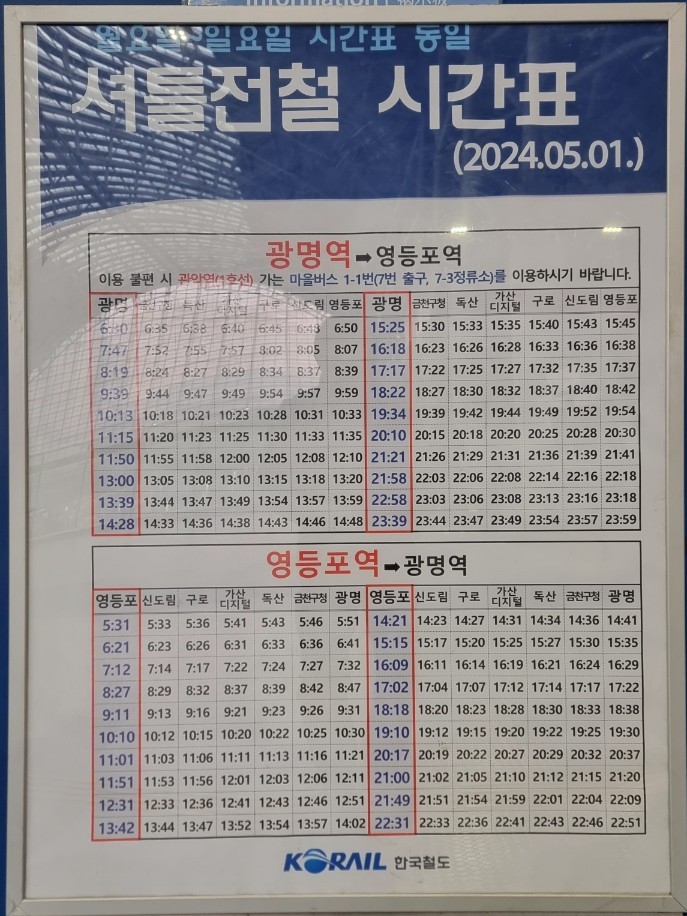 Information
월요일~일요일 시간표 동일
셔틀전철 시간표
(2024.05.01.)
광명역➡영등포역
이용 불편 시 관악역(1호선) 가는 마을버스 1-1번(7번 출구, 7-3정류소)를 이용하시기 바랍니다.
광명 금천구청 독산 가산디지털 구로 신도림 영등포 광명 금천구청 독산 가산디지털 구로 신도림 영등포
6:30 6:35 6:38 6:40 6:45 6:48 6:50 15:25 15:30 15:33 15:35 15:40 15:43 15:45
7:47 7:52 7:55 7:57 8:02 8:05 8:07 16:18 16:23 16:26 16:28 16:33 16:36 16:38
8:19 8:24 8:27 8:29 8:34 8:37 8:39 17:17 17:22 17:25 17:27 17:32 17:35 17:37
9:39 9:44 9:47 9:49 9:54 9:57 9:59 18:22 18:27 18:30 18:32 18:37 18:40 18:42
10:13 10:18 10:21 10:23 10:28 10:31 10:33 19:34 19:39 19:42 19:44 19:49 19:52 19:54
11:15 11:20 11:23 11:25 11:30 11:33 11:35 20:10 20:15 20:18 20:20 20:25 20:28 20:30
11:50 11:55 11:58 12:00 12:05 12:08 12:10 21:21 21:26 21:29 21:31 21:36 21:39 21:41
13:00 13:05 13:08 13:10 13:15 13:18 13:20 21:58 22:03 22:06 22:08 22:14 22:16 22:18
13:39 13:44 13:47 13:49 13:54 13:57 13:59 22:58 23:03 23:06 23:08 23:13 23:16 23:18
14:28 14:33 14:36 14:38 14:43 14:46 14:48 23:39 23:44 23:47 23:49 23:54 23:57 23:59
영등포역➡광명역
영등포 신도림 구로 가산디지털 독산 금천구청 광명 영등포 신도림 구로 가산디지털 독산 금천구청 광명
5:31 5:33 5:36 5:41 5:43 5:46 5:51 14:21 14:23 14:27 14:31 14:34 14:36 14:41
6:21 6:23 6:26 6:31 6:33 6:36 6:41 15:15 15:17 15:20 15:25 15:27 15:30 15:35
7:12 7:14 7:17 7:22 7:24 7:27 7:32 16:09 16:11 16:14 16:19 16:21 16:24 16:29
8:27 8:29 8:32 8:37 8:39 8:42 8:47 17:02 17:04 17:07 17:12 17:14 17:17 17:22
9:11 9:13 9:16 9:21 9:23 9:26 9:31 18:18 18:20 18:23 18:28 18:30 18:33 18:38
10:10 10:12 10:15 10:20 10:22 10:25 10:30 19:10 19:12 19:15 19:20 19:22 19:25 19:30
11:01 11:03 11:06 11:11 11:13 11:16 11:21 20:17 20:19 20:22 20:27 20:29 20:32 20:37
11:51 11:53 11:56 12:01 12:03 12:06 12:11 21:00 21:02 21:05 21:10 21:12 21:15 21:20
12:31 12:33 12:36 12:41 12:43 12:46 12:51 21:49 21:51 21:54 21:59 22:01 22:04 22:09
13:42 13:44 13:47 13:52 13:54 13:57 14:02 22:31 22:33 22:36 22:41 22:43 22:46 22:51
KORAIL 한국철도